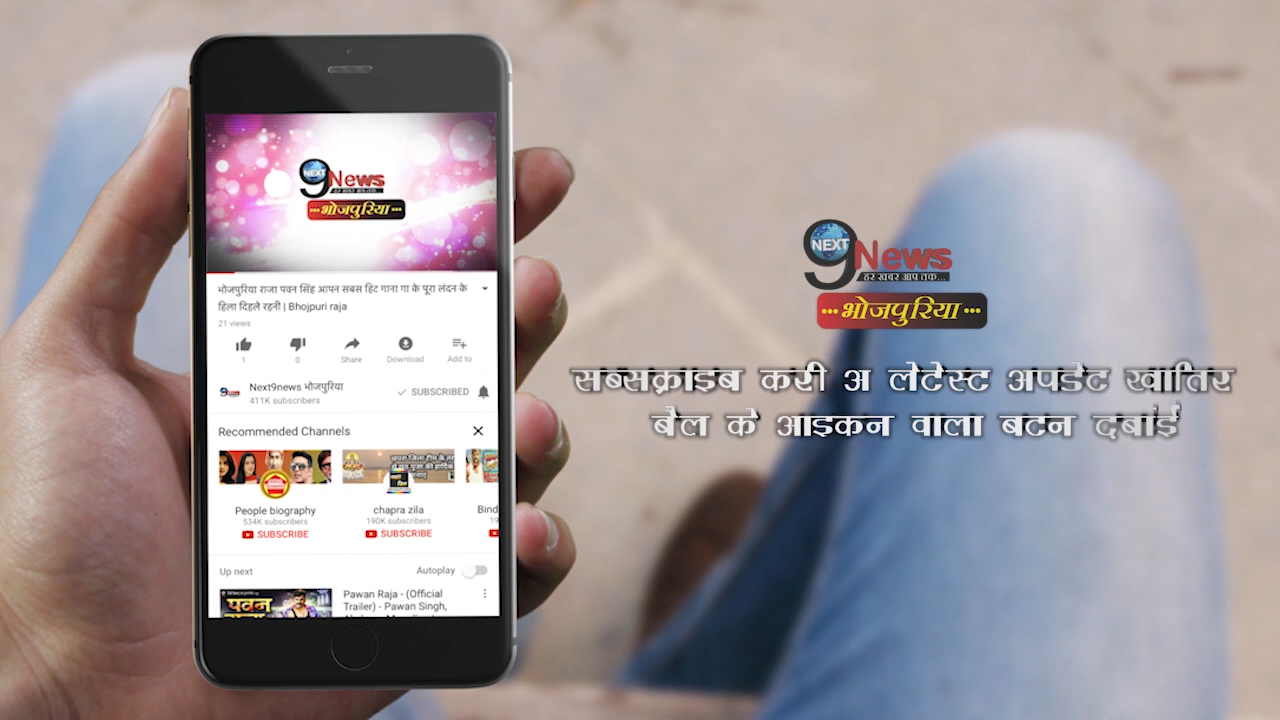 NEXT
9News
हर खबर आप तक...
...भोजपुरिया...
भोजपुरिया राजा पवन सिंह आपन सबस हिट गाना गा के पूरा लंदन के
हिला दिहले रहनी | Bhojpuri raja
21 views
1
0
Share
Download
Add to
Next9news भोजपुरिया
411K subscribers
SUBSCRIBED
Recommended Channels
People biography
534K subscribers
SUBSCRIBE
chapra zila
190K subscribers
SUBSCRIBE
Bind
19
Up next
Autoplay
पवन
Pawan Raja - (Official
Trailer) - Pawan Singh,
NEXT
9News
हर खबर आप तक...
...भोजपुरिया...
सब्सक्राइब करी अ लेटेस्ट अपडेट खातिर
बैल के आइकन वाला बटन दबाई